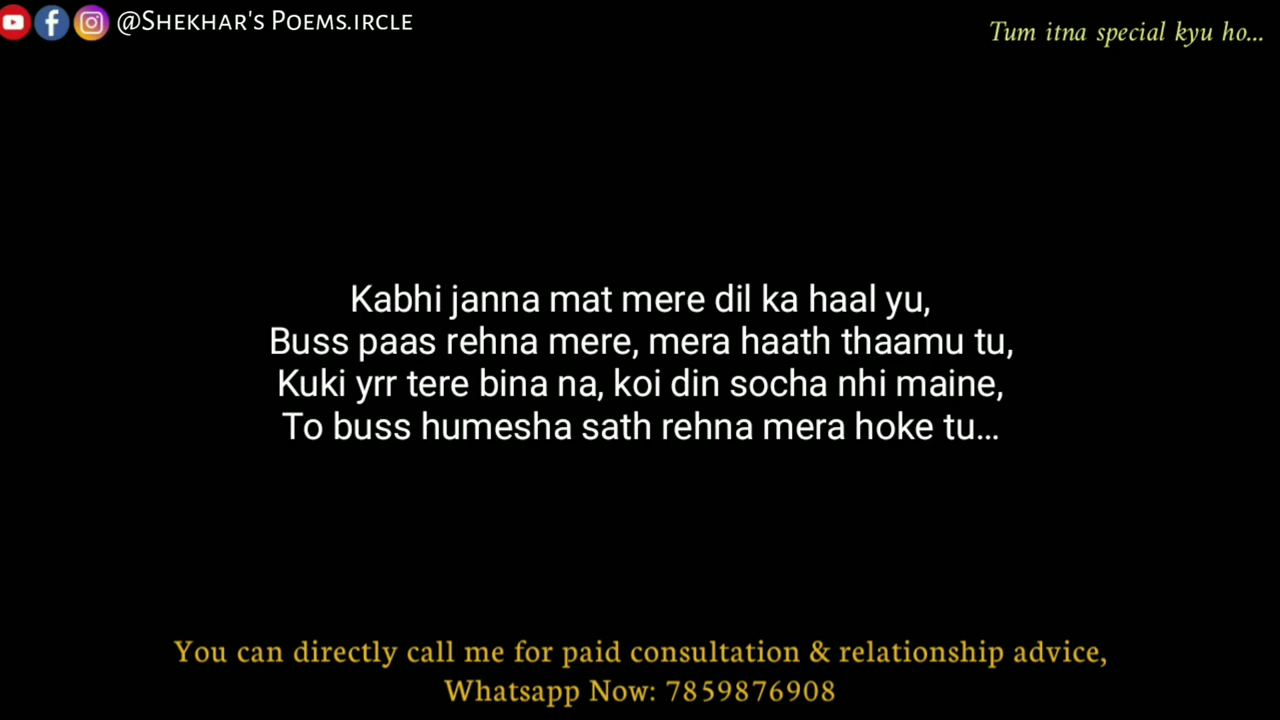 @Shekhar's Poems.ircle
Tum itna special kyu ho...
Kabhi janna mat mere dil ka haal yu,
Buss paas rehna mere, mera haath thaamu tu,
Kuki yrr tere bina na, koi din socha nhi maine,
To buss humesha sath rehna mera hoke tu...
You can directly call me for paid consultation & relationship advice,
Whatsapp Now: 7859876908